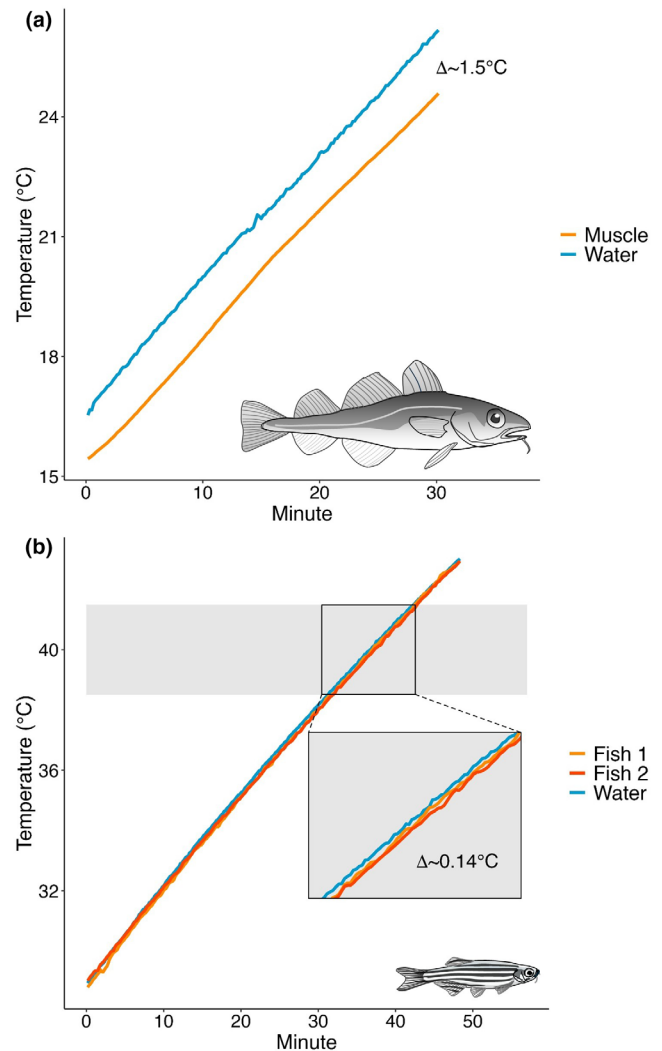 (a)
Δ~1.5°C
24
21
18
15
Temperature (°C)
Muscle
Water
0
10
20
30
Minute
(b)
40
36
32
Temperature (°C)
Fish 1
Fish 2
Water
Δ~0.14°C
0
10
20
30
40
50
Minute